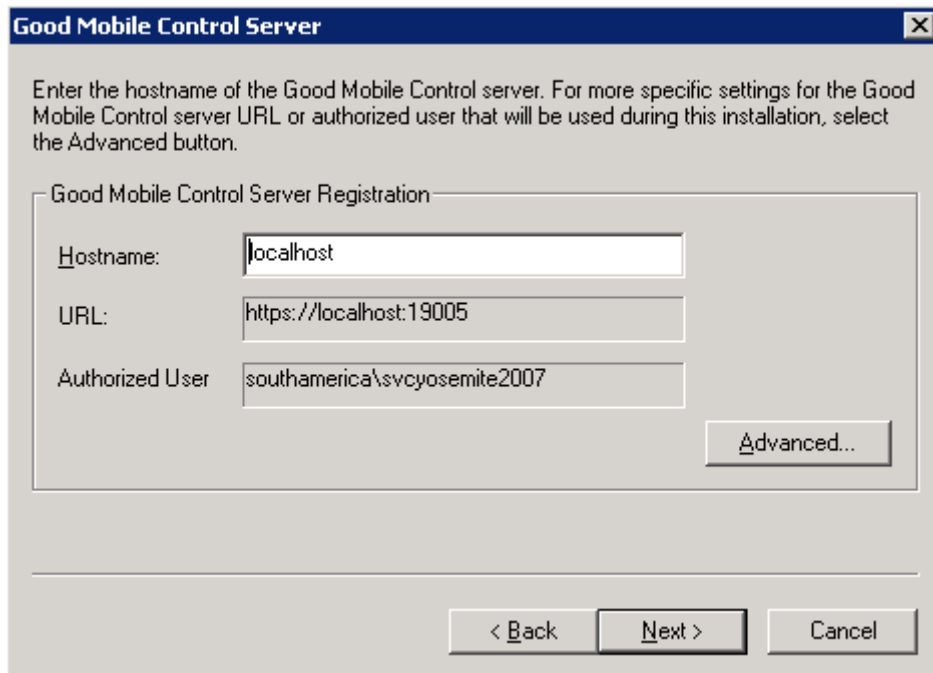 Good Mobile Control Server
Enter the hostname of the Good Mobile Control server. For more specific settings for the Good
Mobile Control server URL or authorized user that will be used during this installation, select
the Advanced button.
Good Mobile Control Server Registration
Hostname:
localhost
URL:
https://localhost:19005
Authorized User
southamerica\svcyosemite2007
Advanced...
< Back
Next >
Cancel